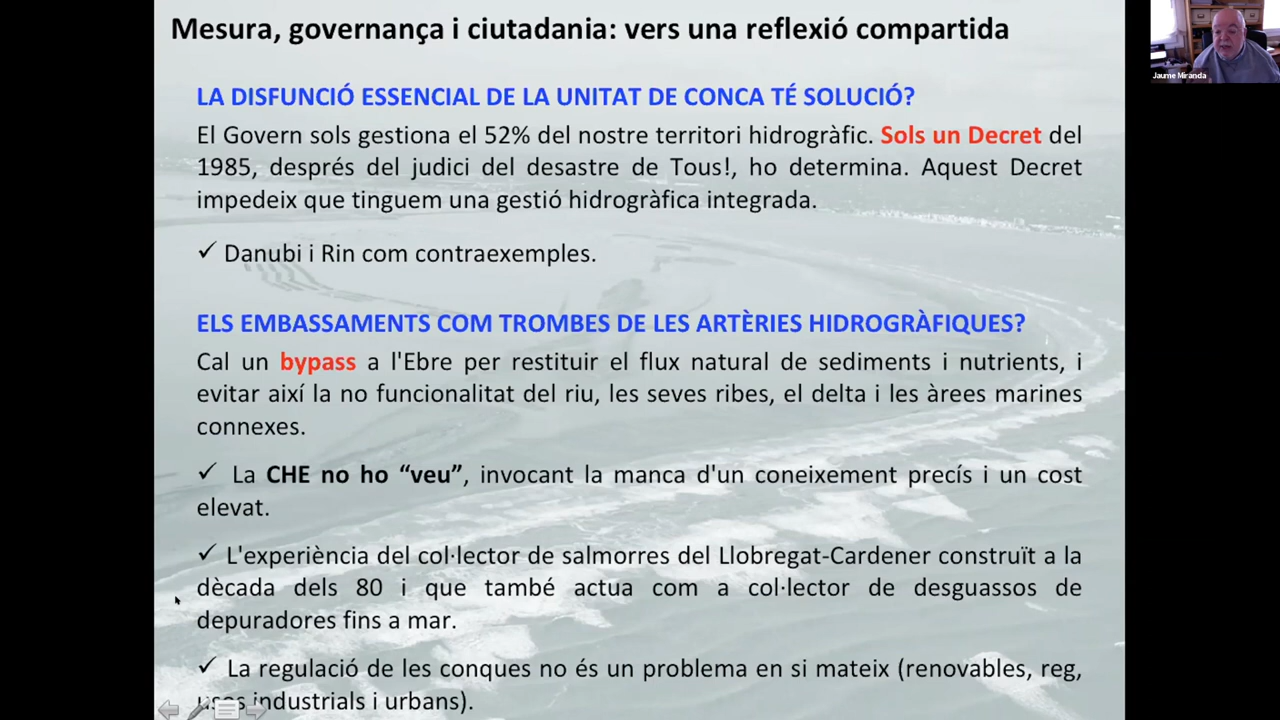 Mesura, governança i ciutadania: vers una reflexió compartida
Jaume Miranda
LA DISFUNCIÓ ESSENCIAL DE LA UNITAT DE CONCA TÉ SOLUCIÓ?
El Govern sols gestiona el 52% del nostre territori hidrogràfic. Sols un Decret del
1985, després del judici del desastre de Tous!, ho determina. Aquest Decret
impedeix que tinguem una gestió hidrogràfica integrada.
✓ Danubi i Rin com contraexemples.
ELS EMBASSAMENTS COM TROMBES DE LES ARTÈRIES HIDROGRÀFIQUES?
Cal un bypass a l'Ebre per restituir el flux natural de sediments i nutrients, i
evitar així la no funcionalitat del riu, les seves ribes, el delta i les àrees marines
connexes.
✓ La CHE no ho “veu”, invocant la manca d'un coneixement precís i un cost
elevat.
✓ L'experiència del col·lector de salmorres del Llobregat-Cardener construït a la
dècada dels 80 i que també actua com a col·lector de desguassos de
depuradores fins a mar.
✓ La regulació de les conques no és un problema en si mateix (renovables, reg,
usos industrials i urbans).